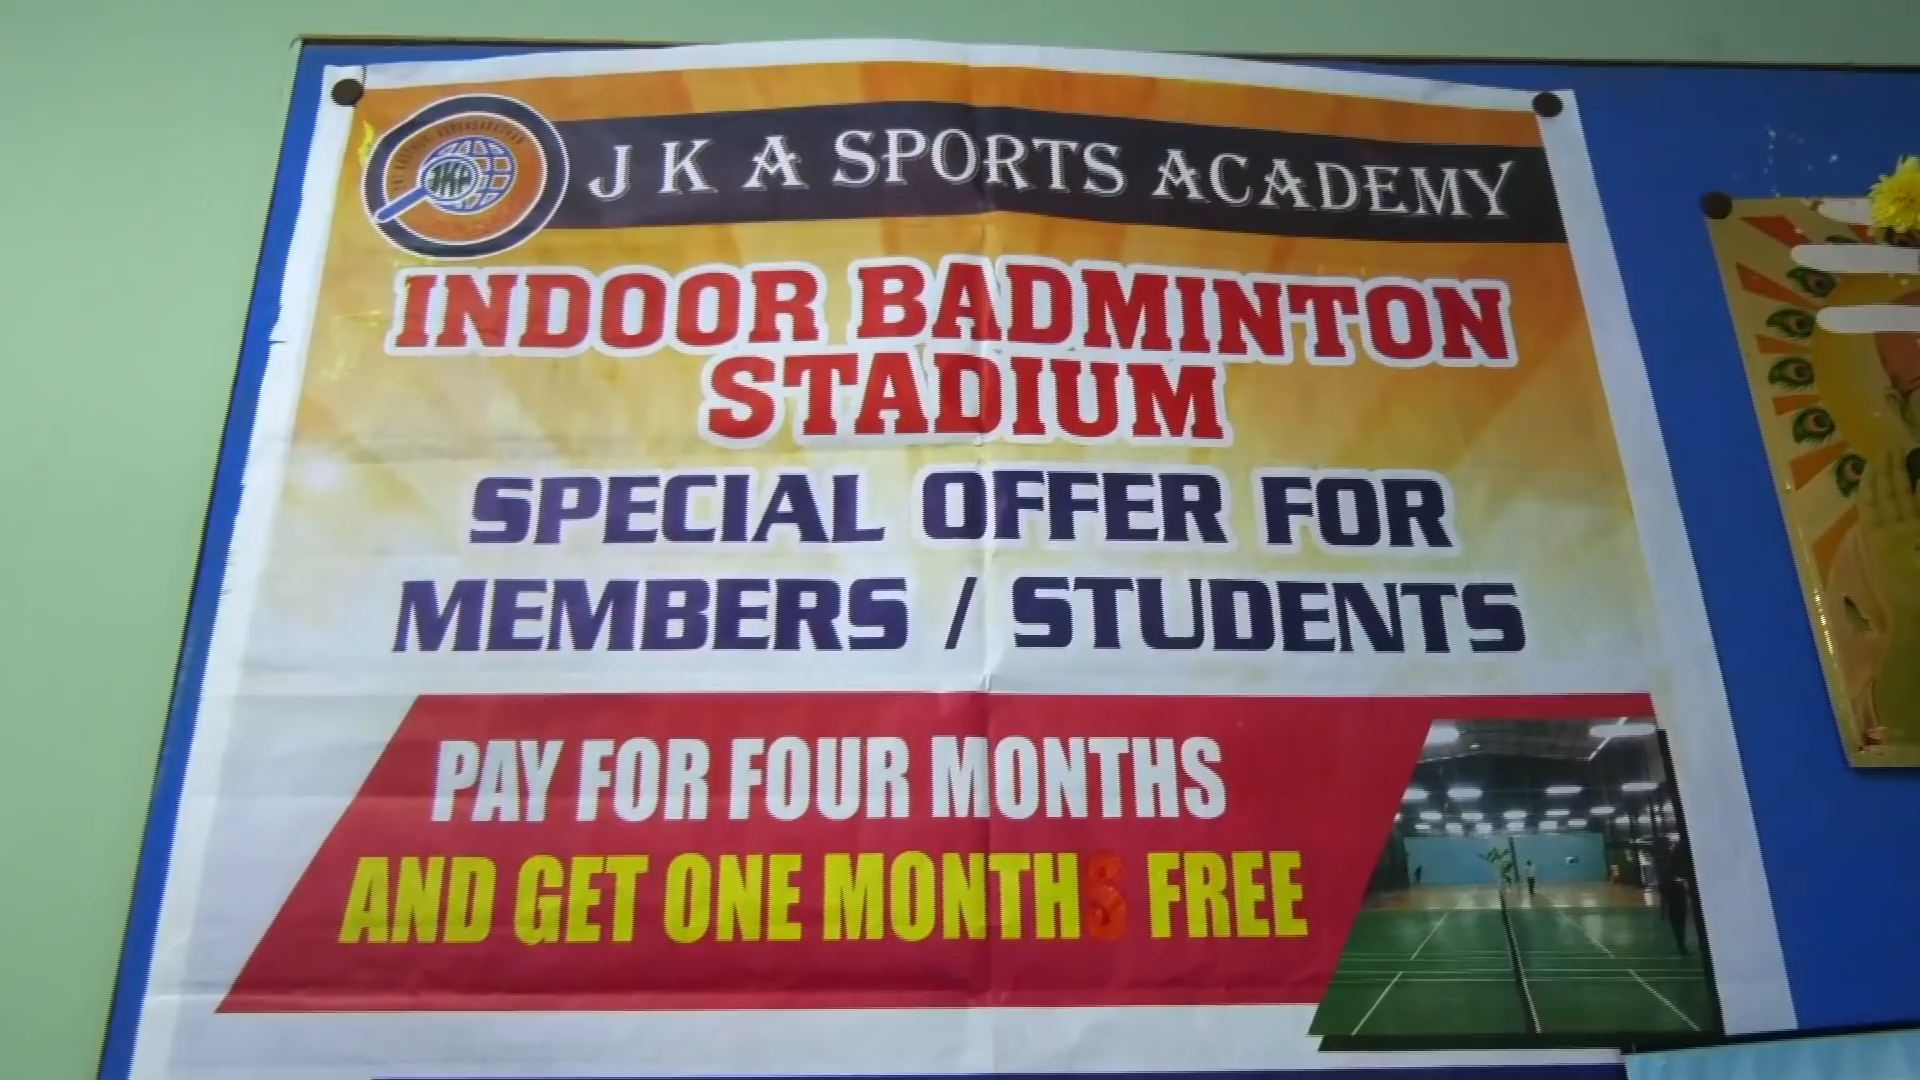 JKA
J K A SPORTS ACADEMY
INDOOR BADMINTON
STADIUM
SPECIAL OFFER FOR
MEMBERS / STUDENTS
PAY FOR FOUR MONTHS
AND GET ONE MONTHS FREE